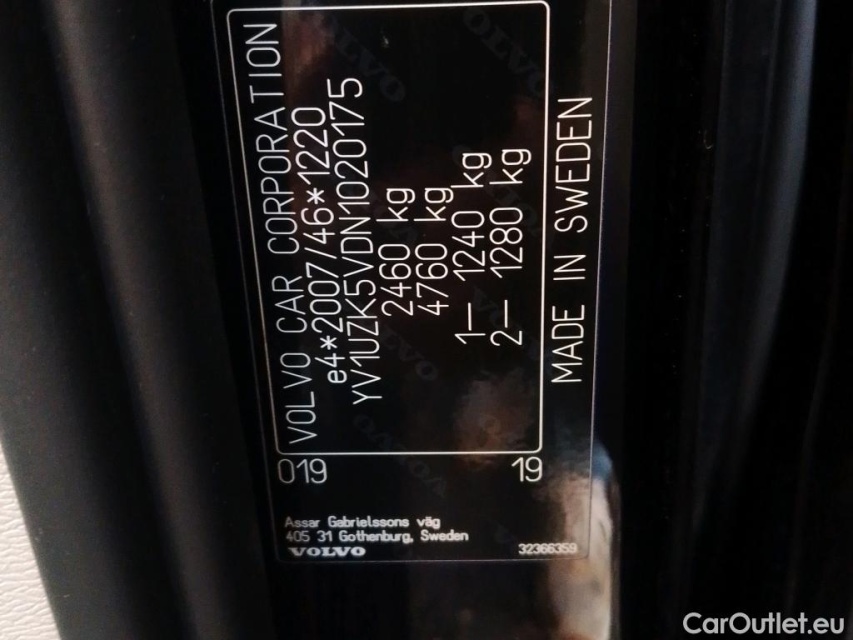 VOLVO CAR CORPORATION
e4*2007/46*1220
YV1UZK5VDN1020175
2460 kg
4760 kg
1– 1240 kg
2– 1280 kg
MADE IN SWEDEN
019 19
Assar Gabrielssons väg
405 31 Gothenburg, Sweden
VOLVO 32366359
CarOutlet.eu